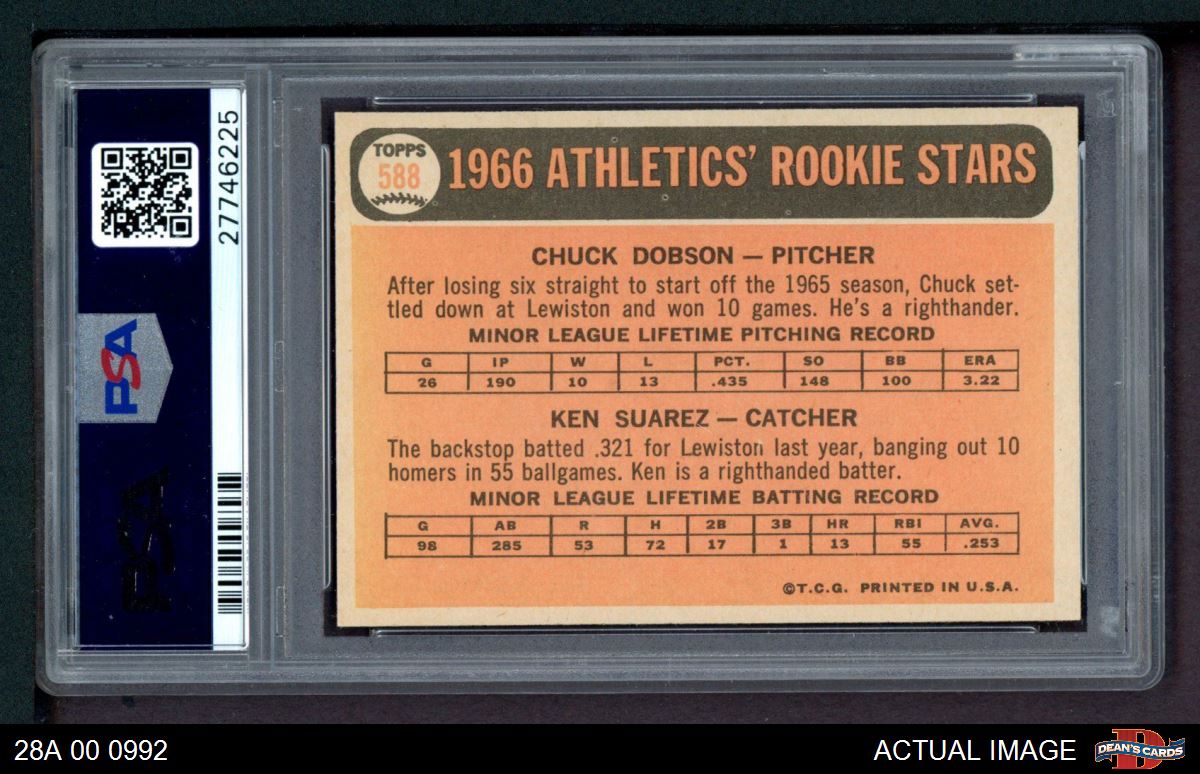 27746225
PSA
PSA
TOPPS
588
1966 ATHLETICS' ROOKIE STARS
CHUCK DOBSON — PITCHER
After losing six straight to start off the 1965 season, Chuck set-
tled down at Lewiston and won 10 games. He's a righthander.
MINOR LEAGUE LIFETIME PITCHING RECORD
G IP W L PCT. SO BB ERA
26 190 10 13 .435 148 100 3.22
KEN SUAREZ — CATCHER
The backstop batted .321 for Lewiston last year, banging out 10
homers in 55 ballgames. Ken is a righthanded batter.
MINOR LEAGUE LIFETIME BATTING RECORD
G AB R H 2B 3B HR RBI AVG.
98 285 53 72 17 1 13 55 .253
©T.C.G. PRINTED IN U.S.A.
28A 00 0992
ACTUAL IMAGE
D
DEAN'S CARDS